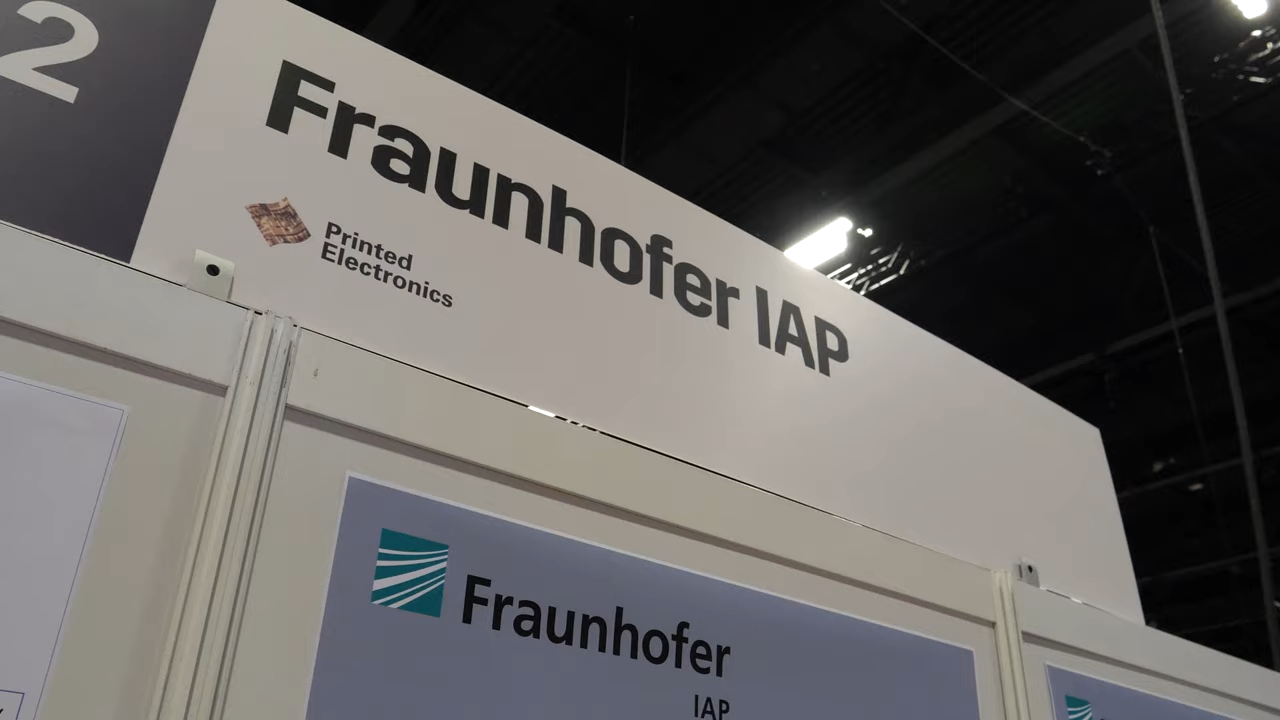 2
Fraunhofer IAP
Printed
Electronics
Fraunhofer
IAP